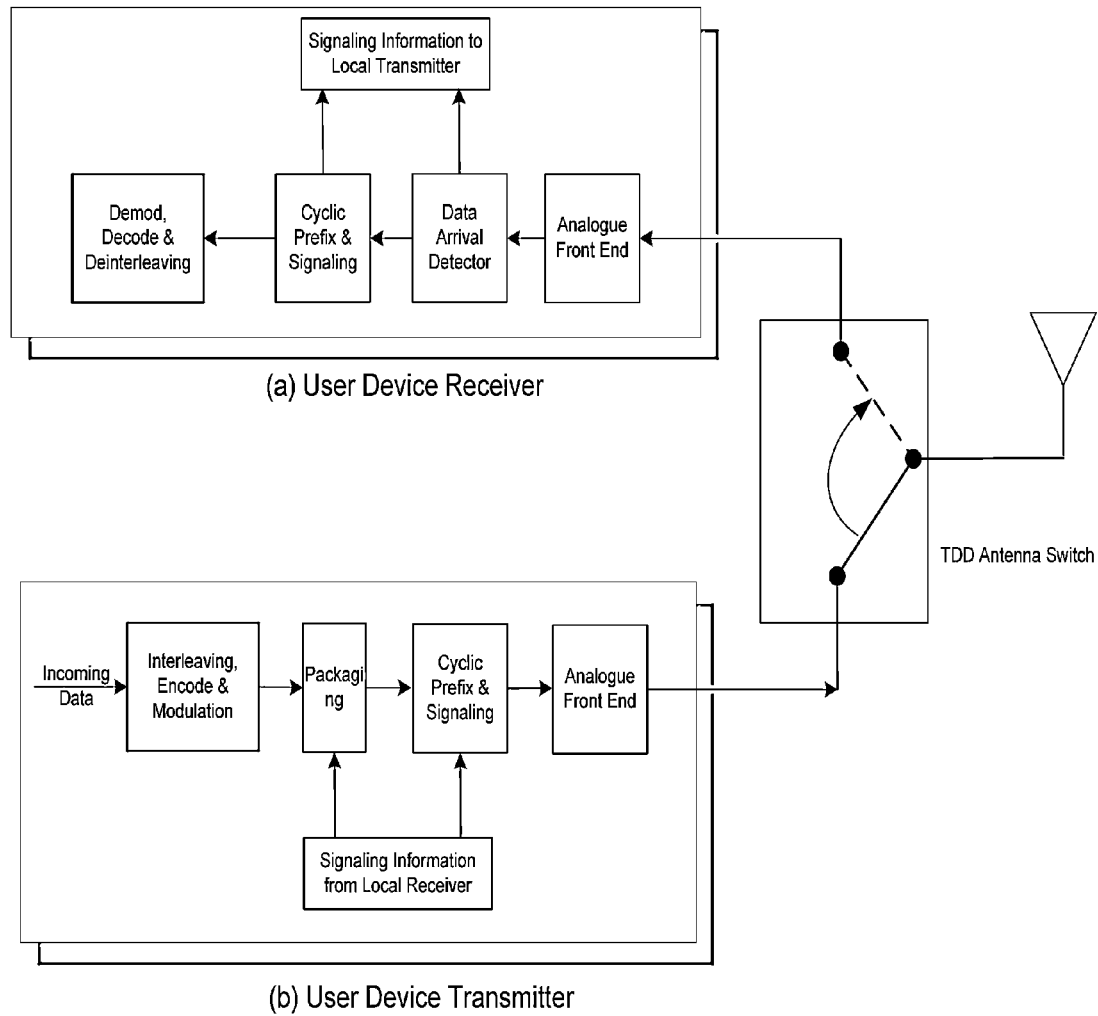 Signaling Information to
Local Transmitter
Demod,
Decode &
Deinterleaving
Cyclic
Prefix &
Signaling
Data
Arrival
Detector
Analogue
Front End
(a) User Device Receiver
TDD Antenna Switch
Incoming
Data
Interleaving,
Encode &
Modulation
Packagi
ng
Cyclic
Prefix &
Signaling
Analogue
Front End
Signaling Information
from Local Receiver
(b) User Device Transmitter